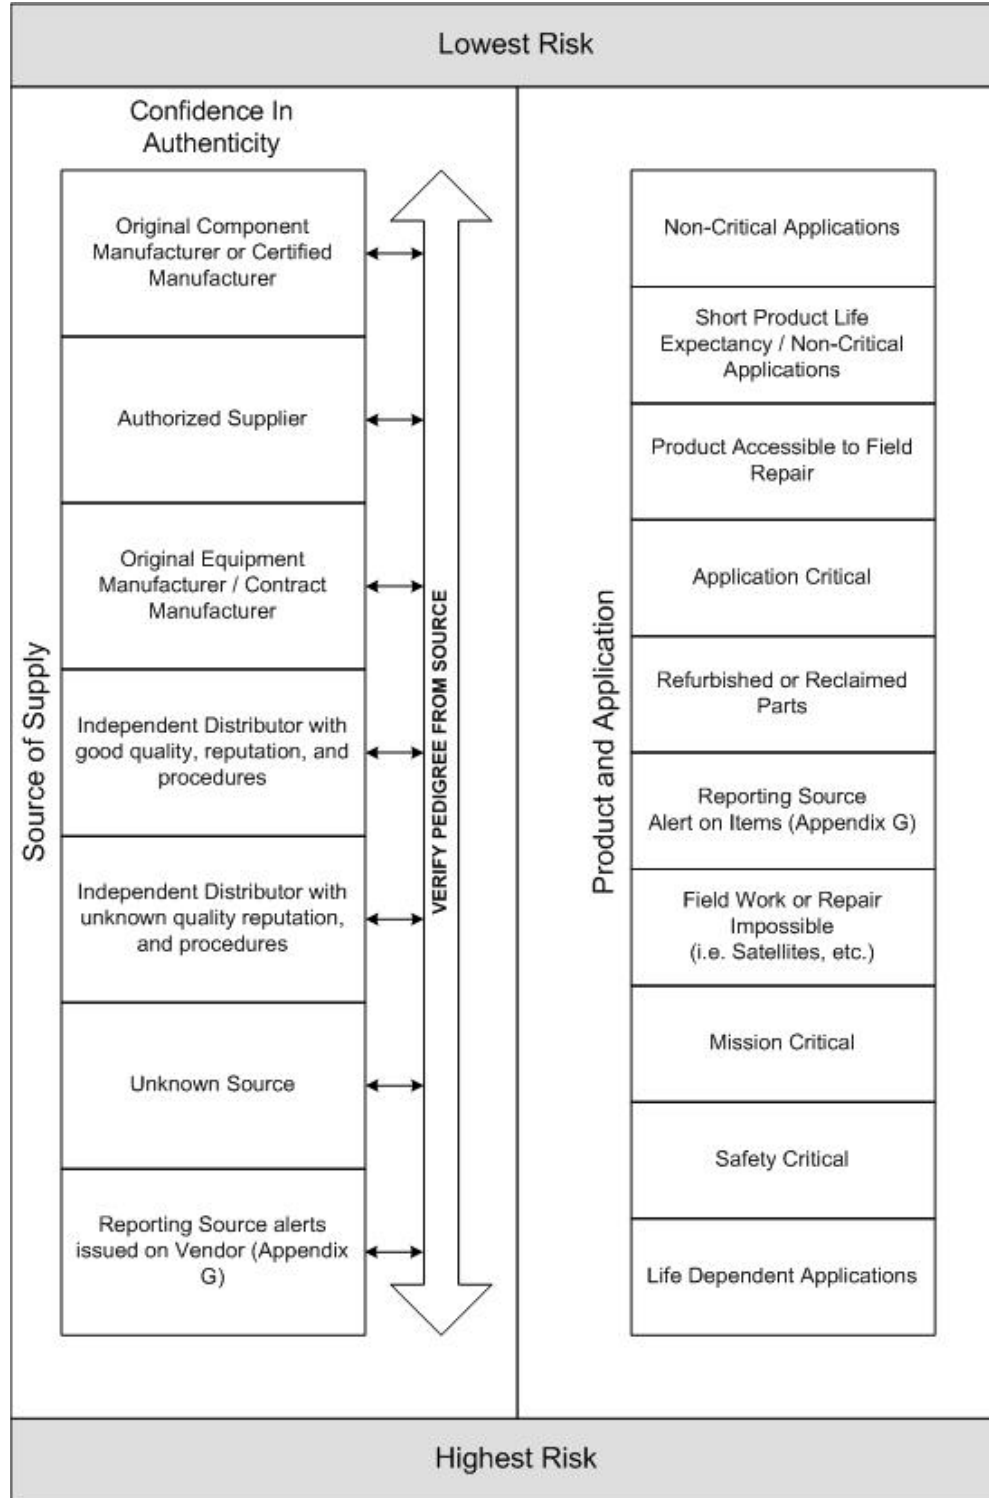 Lowest Risk
Confidence In
Authenticity
Source of Supply
Original Component
Manufacturer or Certified
Manufacturer
Authorized Supplier
Original Equipment
Manufacturer / Contract
Manufacturer
Independent Distributor with
good quality, reputation, and
procedures
Independent Distributor with
unknown quality reputation,
and procedures
Unknown Source
Reporting Source alerts
issued on Vendor (Appendix
G)
VERIFY PEDIGREE FROM SOURCE
Product and Application
Non-Critical Applications
Short Product Life
Expectancy / Non-Critical
Applications
Product Accessible to Field
Repair
Application Critical
Refurbished or Reclaimed
Parts
Reporting Source
Alert on Items (Appendix G)
Field Work or Repair
Impossible
(i.e. Satellites, etc.)
Mission Critical
Safety Critical
Life Dependent Applications
Highest Risk